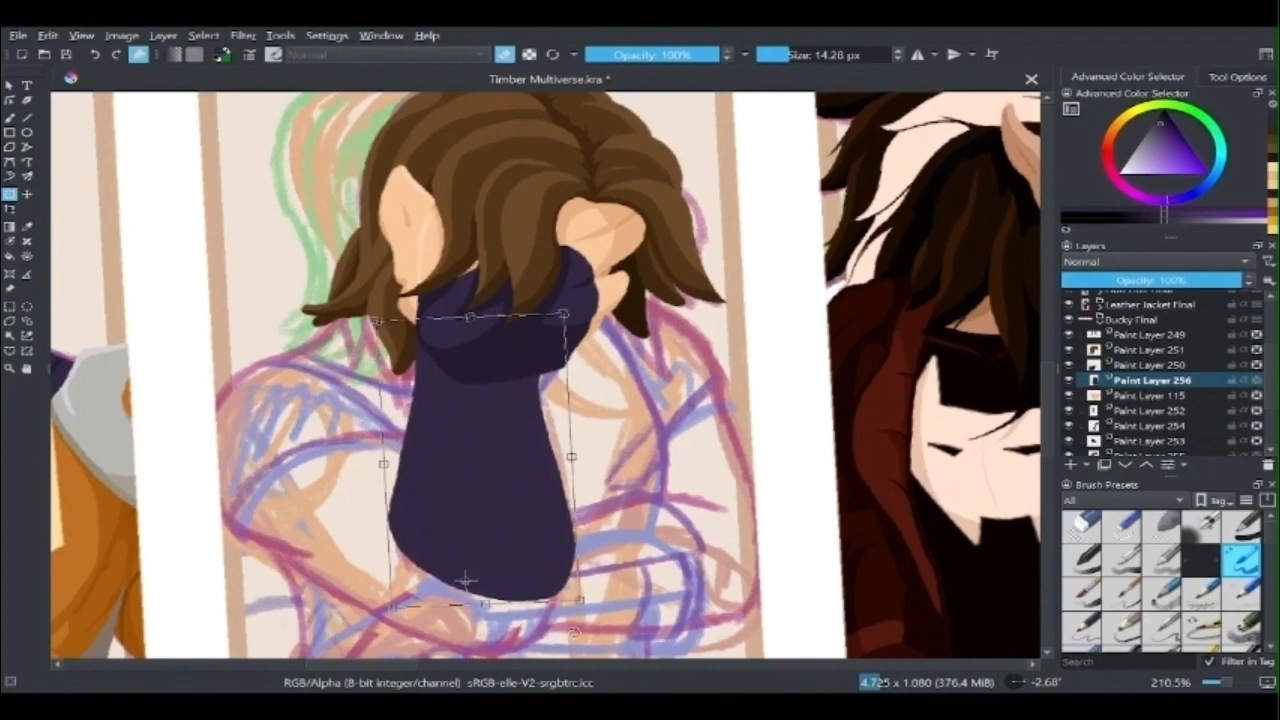 File Edit View Image Layer Select Filter Tools Settings Window Help
Normal Opacity: 100% Size: 14.28 px
Timber Multiverse.kra *
Advanced Color Selector Tool Options
Advanced Color Selector
Layers
Normal
Opacity: 100%
Leather Jacket Final
Bucky Final
Paint Layer 249
Paint Layer 251
Paint Layer 250
Paint Layer 256
Paint Layer 115
Paint Layer 252
Paint Layer 254
Paint Layer 253
Brush Presets
All Tag
Search Filter in Tag
RGB/Alpha (8-bit integer/channel) sRGB-elle-V2-srgbtrc.icc 4.725 x 1.080 (376.4 MiB) -2.68° 210.5%